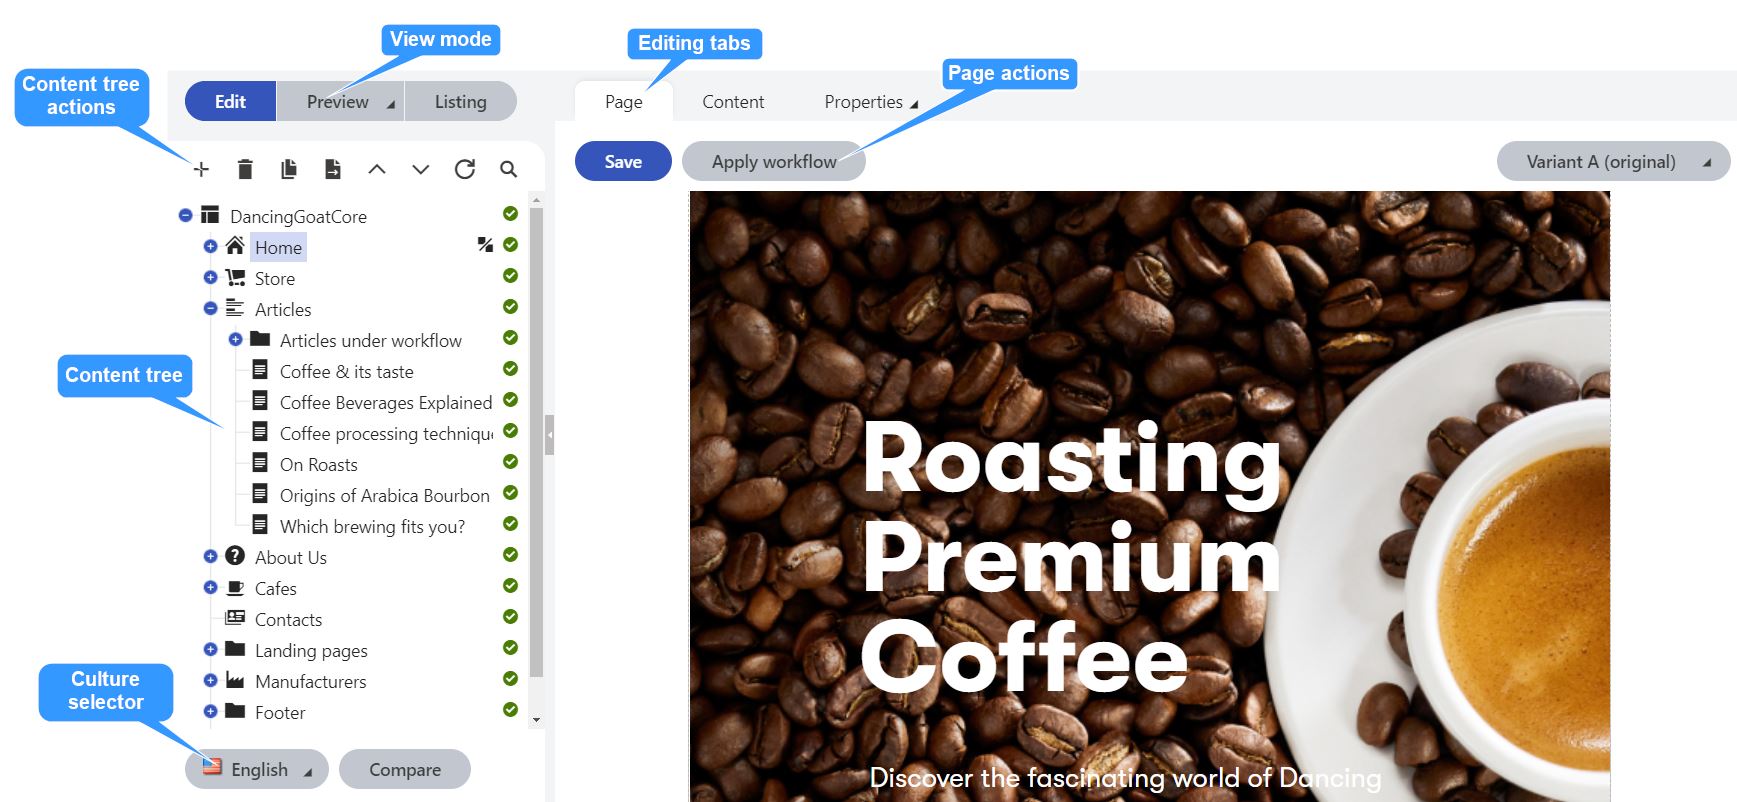 View mode
Editing tabs
Page actions
Content tree
actions
Edit
Preview
Listing
Page
Content
Properties
Save
Apply workflow
Variant A (original)
DancingGoatCore
Home
Store
Articles
Articles under workflow
Coffee & its taste
Content tree
Coffee Beverages Explained
Coffee processing techniqu
On Roasts
Origins of Arabica Bourbon
Which brewing fits you?
About Us
Cafes
Contacts
Landing pages
Manufacturers
Footer
Culture
selector
English
Compare
Roasting
Premium
Coffee
Discover the fascinating world of Dancing